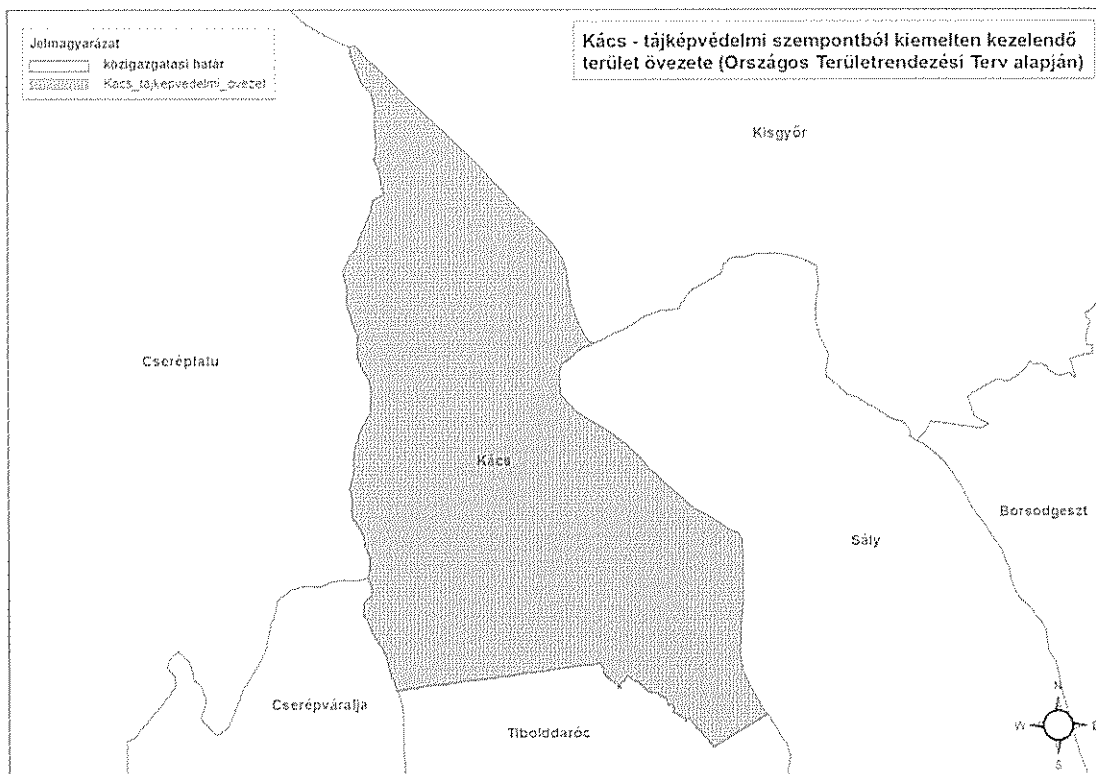 Jelmagyarázat
közigazgatási határ
Kács_tájképvédelmi_övezet
Kács - tájképvédelmi szempontból kiemelten kezelendő
terület övezete (Országos Területrendezési Terv alapján)
Kisgyőr
Cserépfalu
Kács
Borsodgeszt
Sály
Cserépváralja
Tibolddaróc
N
W
E
S